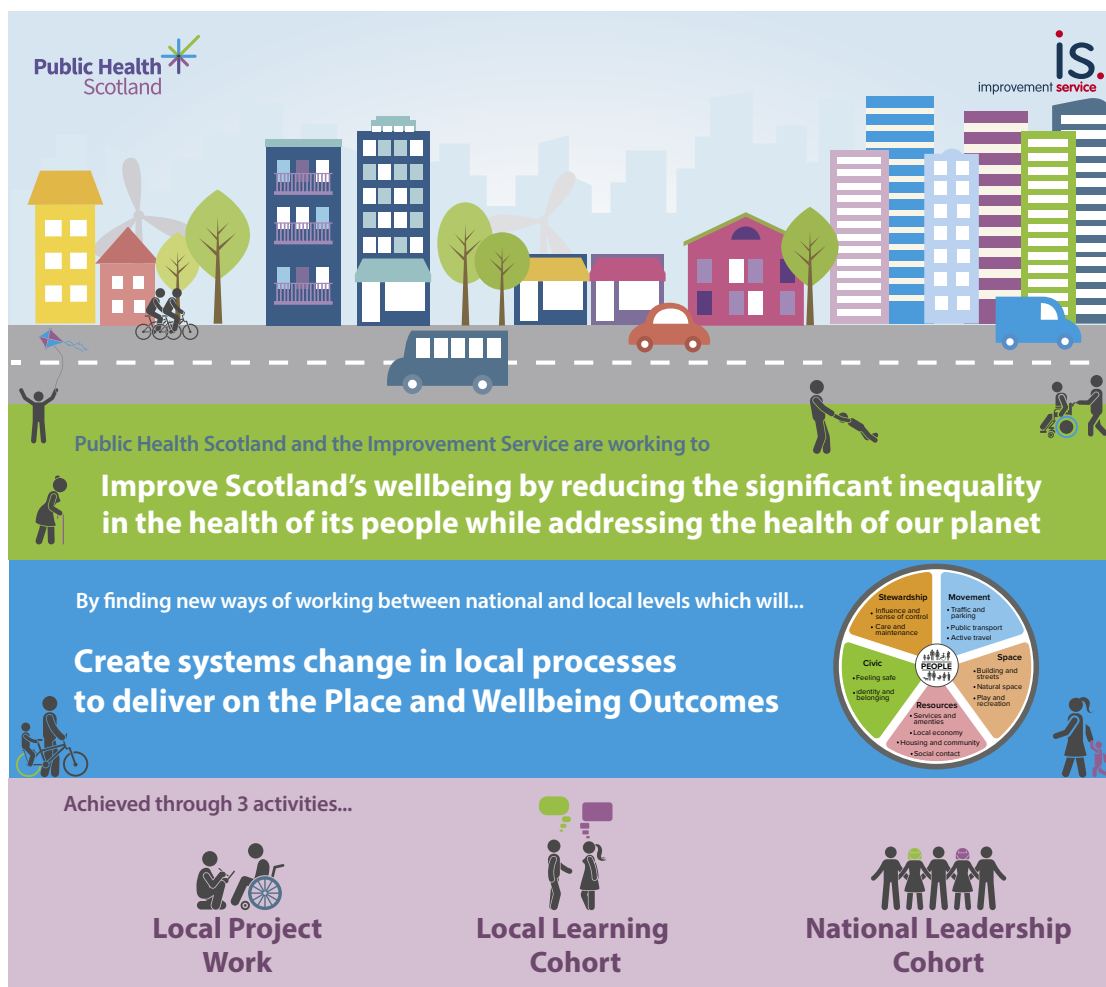 Public Health
Scotland
is.
improvement service
Public Health Scotland and the Improvement Service are working to
Improve Scotland's wellbeing by reducing the significant inequality
in the health of its people while addressing the health of our planet
By finding new ways of working between national and local levels which will...
Create systems change in local processes
to deliver on the Place and Wellbeing Outcomes
Stewardship
• Influence and
sense of control
• Care and
maintenance
Movement
• Traffic and
parking
• Public transport
• Active travel
Civic
• Feeling safe
• identity and
belonging
PEOPLE
Space
• Building and
streets
• Natural space
• Play and
recreation
Resources
• Services and
amenties
• Local economy
• Housing and community
• Social contact
Achieved through 3 activities...
Local Project
Work
Local Learning
Cohort
National Leadership
Cohort